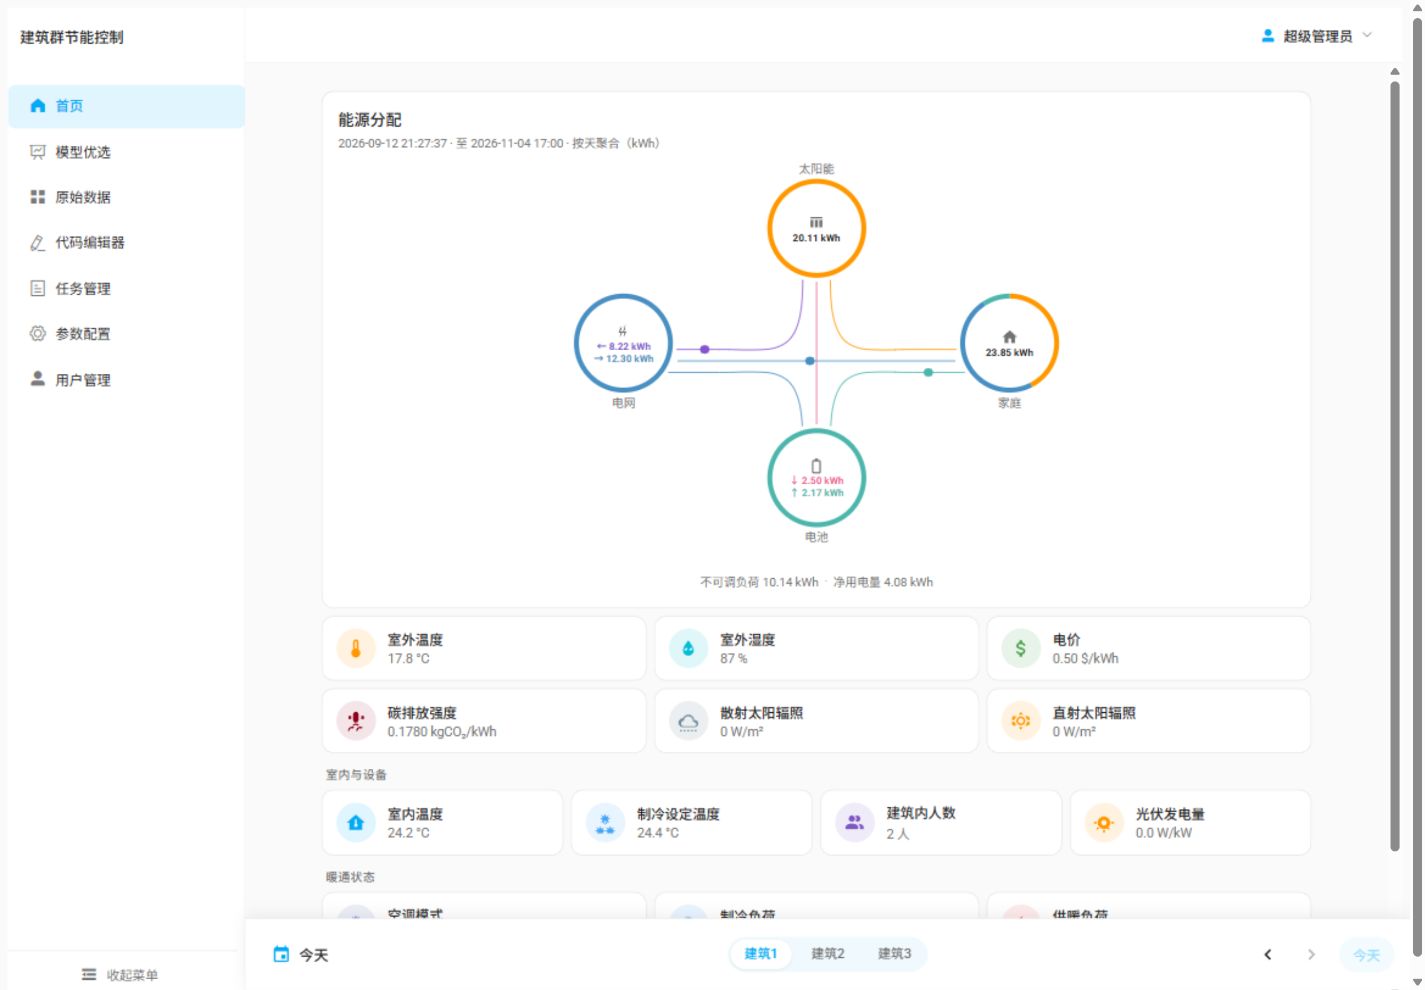 建筑群节能控制
超级管理员
首页
模型优选
原始数据
代码编辑器
任务管理
参数配置
用户管理
收起菜单
能源分配
2026-09-12 21:27:37 · 至 2026-11-04 17:00 · 按天聚合（kWh）
太阳能
20.11 kWh
← 8.22 kWh
→ 12.30 kWh
电网
23.85 kWh
家庭
↓ 2.50 kWh
↑ 2.17 kWh
电池
不可调负荷 10.14 kWh · 净用电量 4.08 kWh
室外温度
17.8 °C
室外湿度
87 %
电价
0.50 $/kWh
碳排放强度
0.1780 kgCO₂/kWh
散射太阳辐照
0 W/m²
直射太阳辐照
0 W/m²
室内与设备
室内温度
24.2 °C
制冷设定温度
24.4 °C
建筑内人数
2 人
光伏发电量
0.0 W/kW
暖通状态
空调模式
制冷负荷
供暖负荷
今天
建筑1
建筑2
建筑3
今天